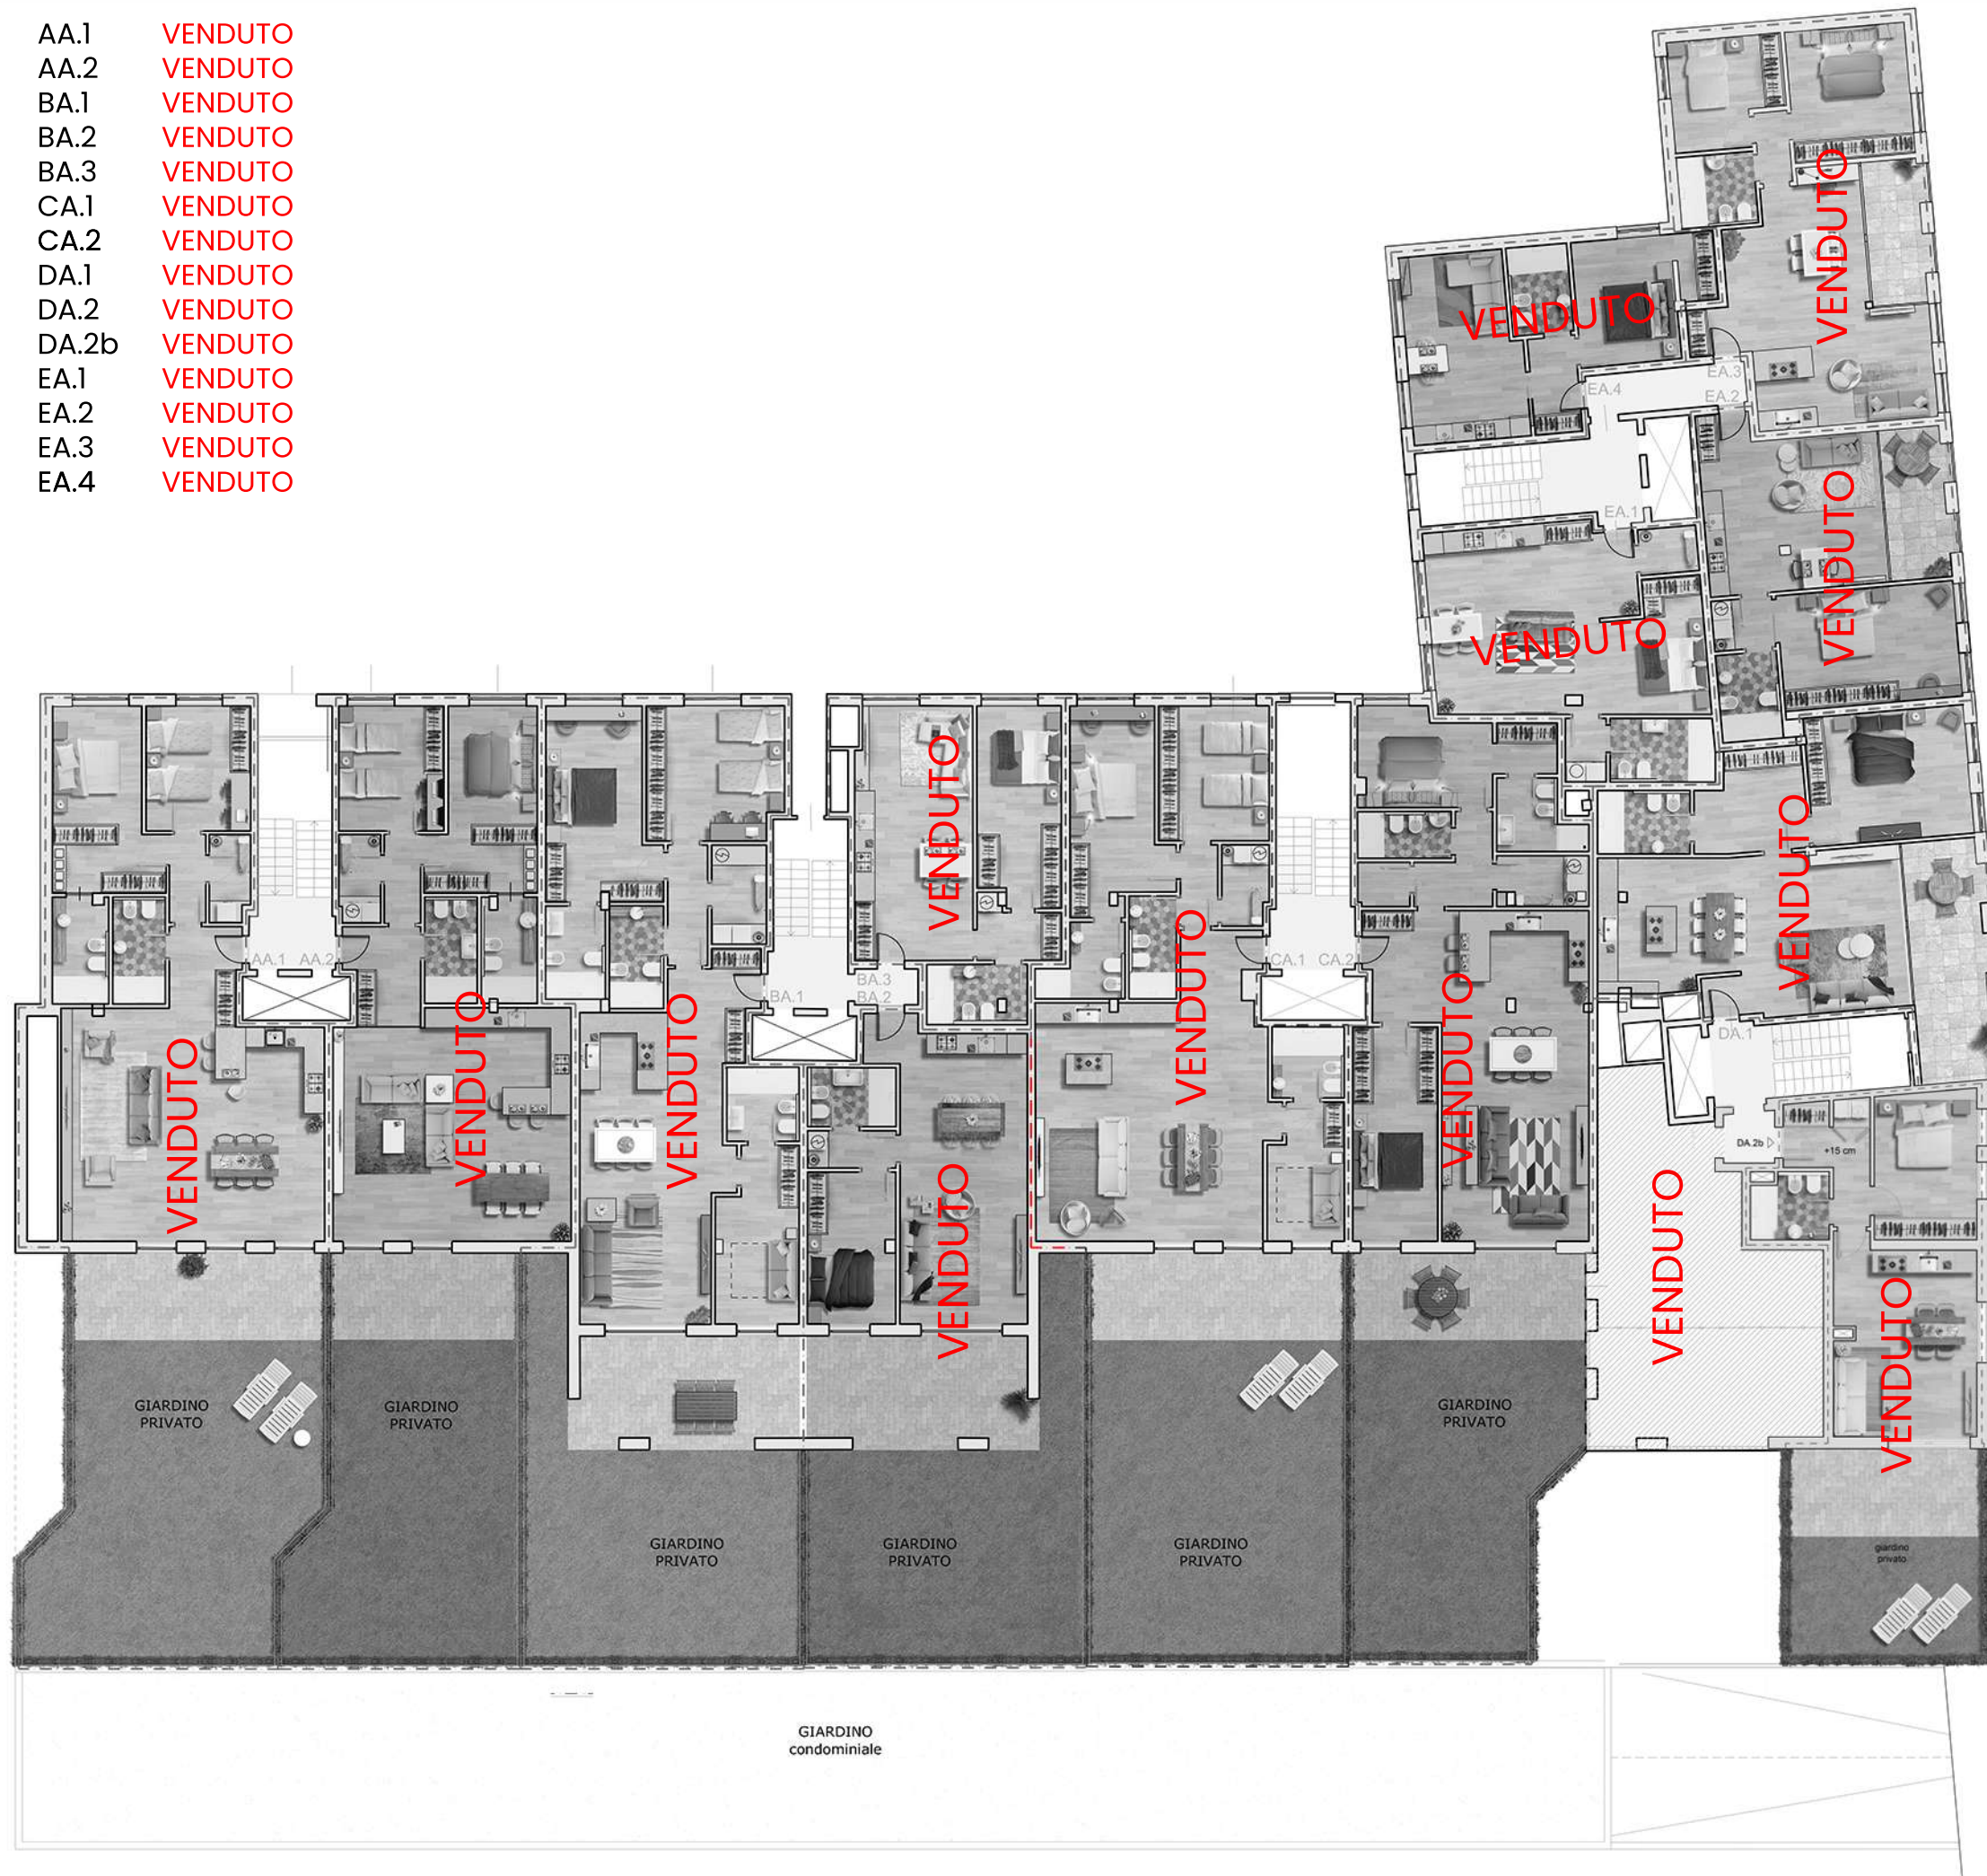 AA.1 VENDUTO
AA.2 VENDUTO
BA.1 VENDUTO
BA.2 VENDUTO
BA.3 VENDUTO
CA.1 VENDUTO
CA.2 VENDUTO
DA.1 VENDUTO
DA.2 VENDUTO
DA.2b VENDUTO
EA.1 VENDUTO
EA.2 VENDUTO
EA.3 VENDUTO
EA.4 VENDUTO
VENDUTO
VENDUTO
EA.3
EA.4
EA.2
EA.1
VENDUTO
VENDUTO
VENDUTO
VENDUTO
AA.1 AA.2
BA.1
BA.3
BA.2
CA.1 CA.2
VENDUTO
VENDUTO
VENDUTO
VENDUTO
VENDUTO
DA.1
DA.2b
+15 cm
VENDUTO
VENDUTO
VENDUTO
GIARDINO
PRIVATO
GIARDINO
PRIVATO
GIARDINO
PRIVATO
GIARDINO
PRIVATO
GIARDINO
PRIVATO
GIARDINO
PRIVATO
giardino
privato
GIARDINO
condominiale